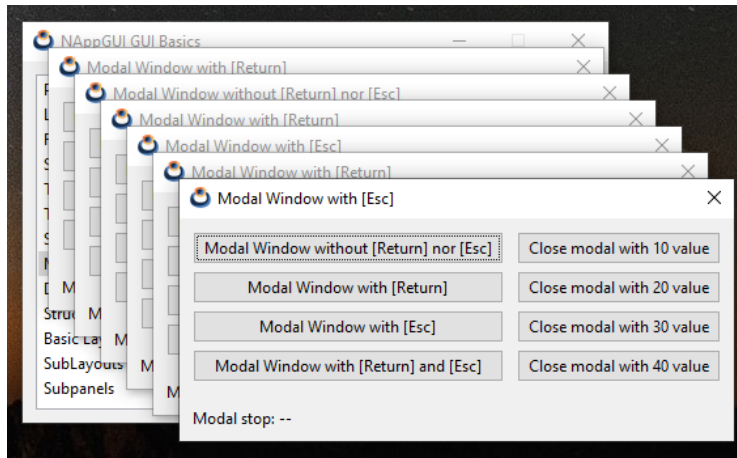 NAppGUI GUI Basics
Modal Window with [Return]
Modal Window without [Return] nor [Esc]
Modal Window with [Return]
Modal Window with [Esc]
Modal Window with [Return]
Modal Window with [Esc]
Modal Window without [Return] nor [Esc]
Close modal with 10 value
Modal Window with [Return]
Close modal with 20 value
Modal Window with [Esc]
Close modal with 30 value
Modal Window with [Return] and [Esc]
Close modal with 40 value
Modal stop: --
Basic
SubLayouts
Subpanels